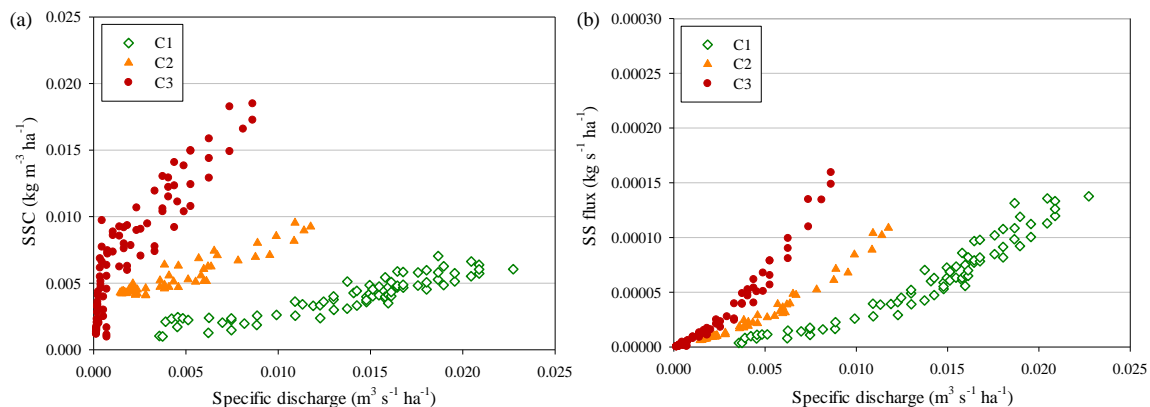 (a)
0.025
0.020
0.015
0.010
0.005
0.000
SSC (kg m⁻³ ha⁻¹)
C1
C2
C3
0.000 0.005 0.010 0.015 0.020 0.025
Specific discharge (m³ s⁻¹ ha⁻¹)
(b)
0.00030
0.00025
0.00020
0.00015
0.00010
0.00005
0.00000
SS flux (kg s⁻¹ ha⁻¹)
C1
C2
C3
0.000 0.005 0.010 0.015 0.020 0.025
Specific discharge (m³ s⁻¹ ha⁻¹)